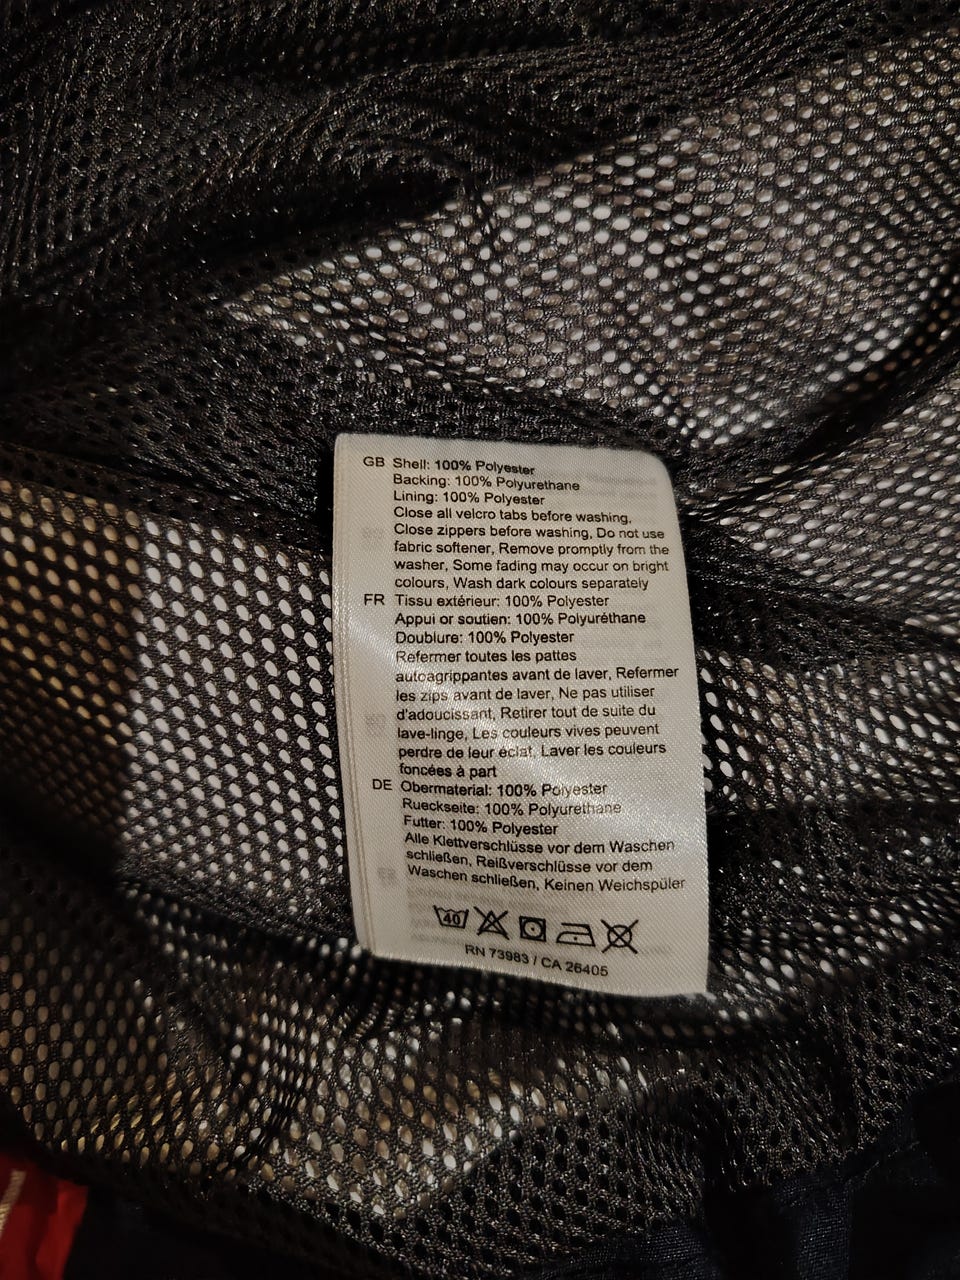 GB Shell: 100% Polyester
Backing: 100% Polyurethane
Lining: 100% Polyester
Close all velcro tabs before washing,
Close zippers before washing, Do not use
fabric softener, Remove promptly from the
washer, Some fading may occur on bright
colours, Wash dark colours separately
FR Tissu extérieur: 100% Polyester
Appui or soutien: 100% Polyuréthane
Doublure: 100% Polyester
Refermer toutes les pattes
autoagrippantes avant de laver, Refermer
les zips avant de laver, Ne pas utiliser
d'adoucissant, Retirer tout de suite du
lave-linge, Les couleurs vives peuvent
perdre de leur éclat, Laver les couleurs
foncées à part
DE Obermaterial: 100% Polyester
Rueckseite: 100% Polyurethane
Futter: 100% Polyester
Alle Klettverschlüsse vor dem Waschen
schließen, Reißverschlüsse vor dem
Waschen schließen, Keinen Weichspüler
40
RN 73983 / CA 26405